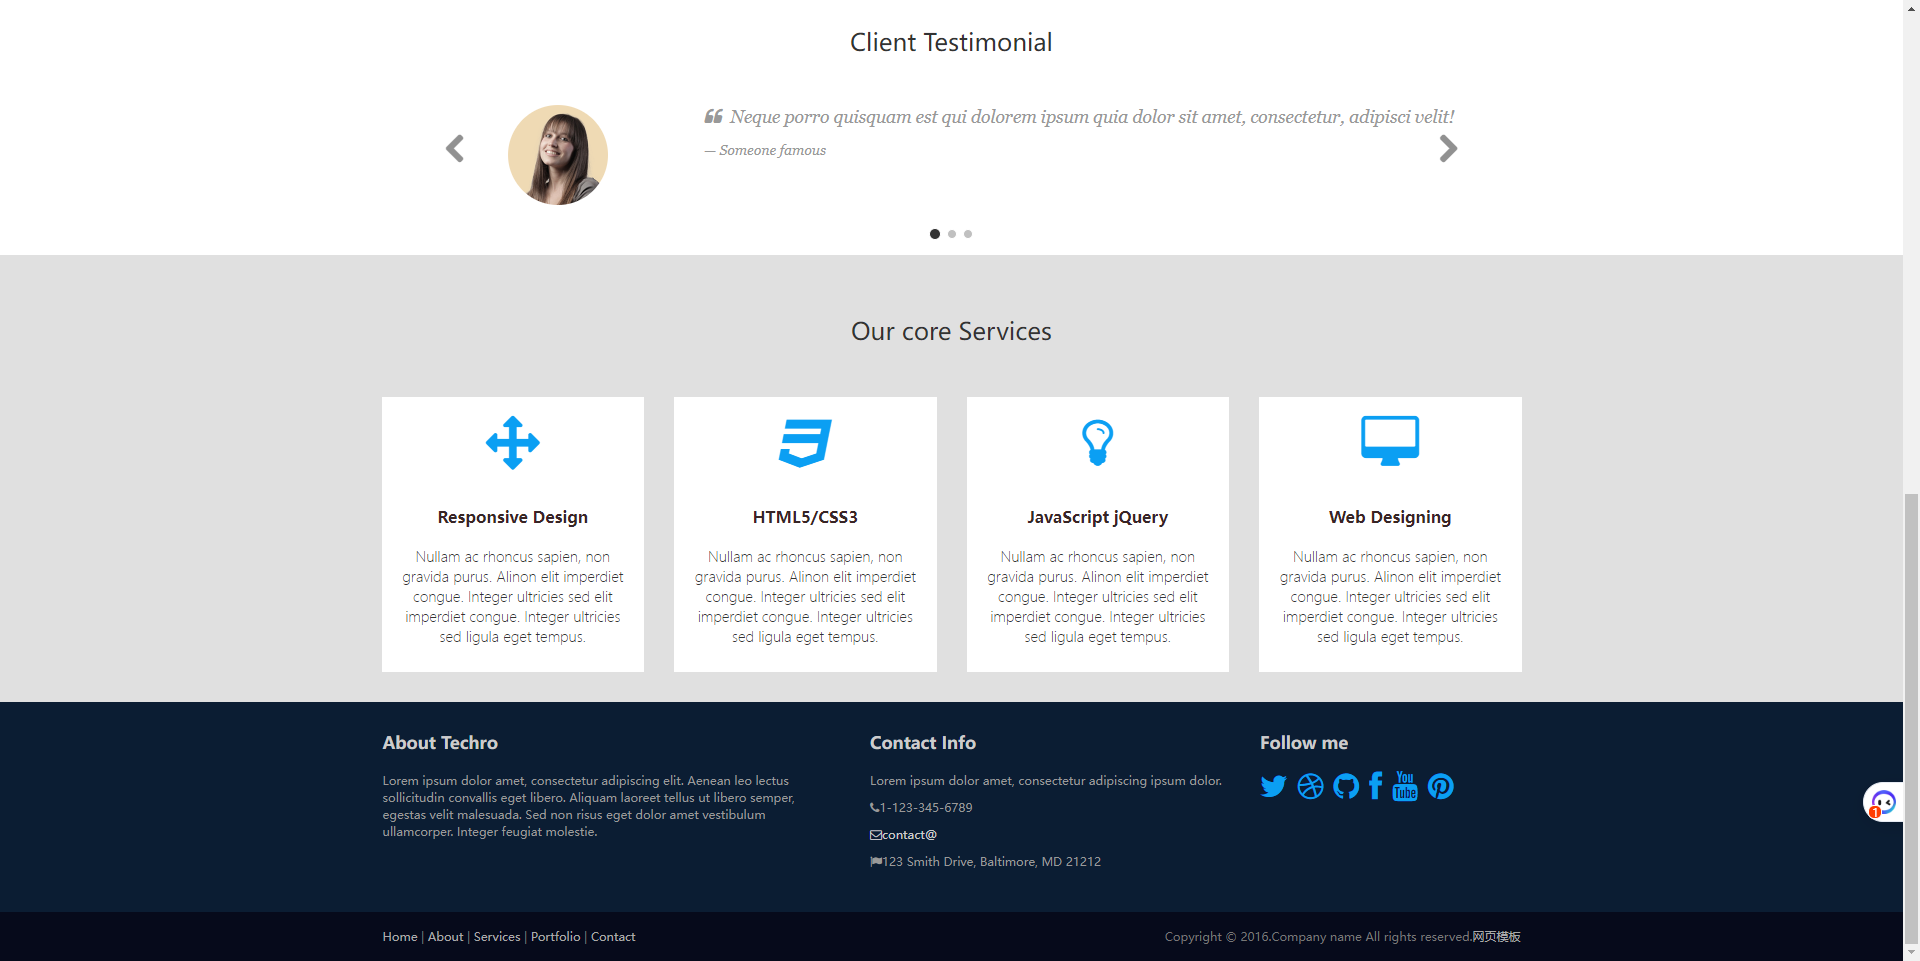 Client Testimonial
Neque porro quisquam est qui dolorem ipsum quia dolor sit amet, consectetur, adipisci velit!
— Someone famous
Our core Services
Responsive Design
Nullam ac rhoncus sapien, non
gravida purus. Alinon elit imperdiet
congue. Integer ultricies sed elit
imperdiet congue. Integer ultricies
sed ligula eget tempus.
HTML5/CSS3
Nullam ac rhoncus sapien, non
gravida purus. Alinon elit imperdiet
congue. Integer ultricies sed elit
imperdiet congue. Integer ultricies
sed ligula eget tempus.
JavaScript jQuery
Nullam ac rhoncus sapien, non
gravida purus. Alinon elit imperdiet
congue. Integer ultricies sed elit
imperdiet congue. Integer ultricies
sed ligula eget tempus.
Web Designing
Nullam ac rhoncus sapien, non
gravida purus. Alinon elit imperdiet
congue. Integer ultricies sed elit
imperdiet congue. Integer ultricies
sed ligula eget tempus.
About Techro
Lorem ipsum dolor amet, consectetur adipiscing elit. Aenean leo lectus
sollicitudin convallis eget libero. Aliquam laoreet tellus ut libero semper,
egestas velit malesuada. Sed non risus eget dolor amet vestibulum
ullamcorper. Integer feugiat molestie.
Contact Info
Lorem ipsum dolor amet, consectetur adipiscing ipsum dolor.
1-123-345-6789
contact@
123 Smith Drive, Baltimore, MD 21212
Follow me
You
Tube
1
Home | About | Services | Portfolio | Contact
Copyright © 2016.Company name All rights reserved.网页模板